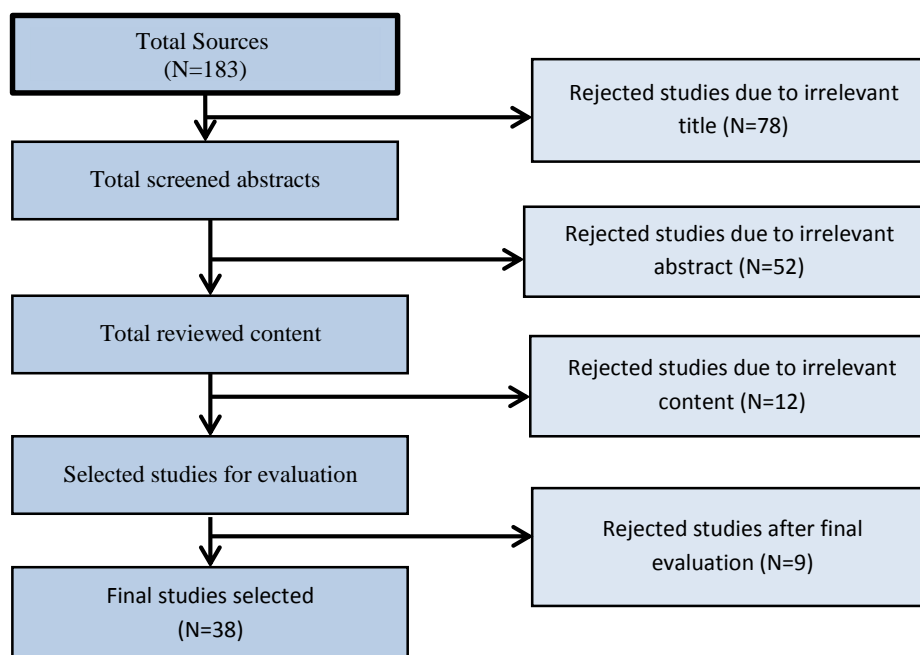 Total Sources
(N=183)
Rejected studies due to irrelevant
title (N=78)
Total screened abstracts
Rejected studies due to irrelevant
abstract (N=52)
Total reviewed content
Rejected studies due to irrelevant
content (N=12)
Selected studies for evaluation
Rejected studies after final
evaluation (N=9)
Final studies selected
(N=38)